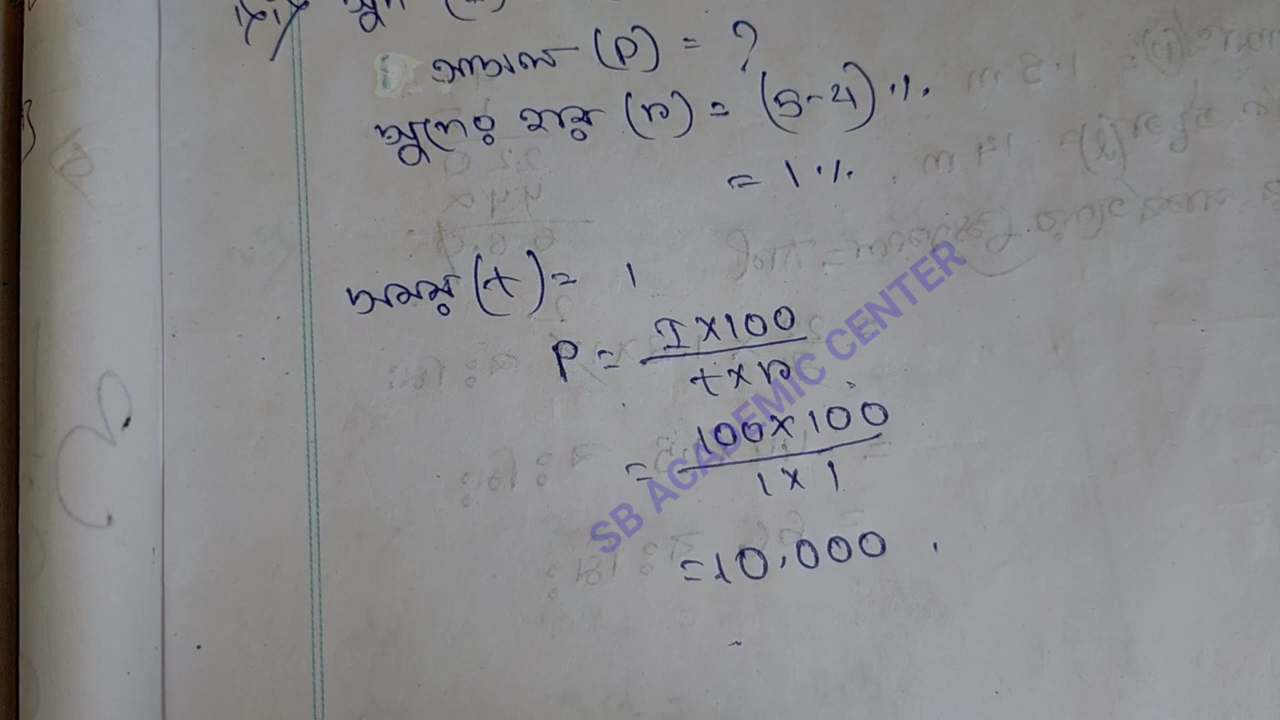 সুদ (I)
আসল (P) = ?
সুদের হার (r) = (5-4) %
= 1 %
সময় (t) = 1
P = I×100 / t×r
= 100×100 / 1×1
= 10,000
SB ACADEMIC CENTER